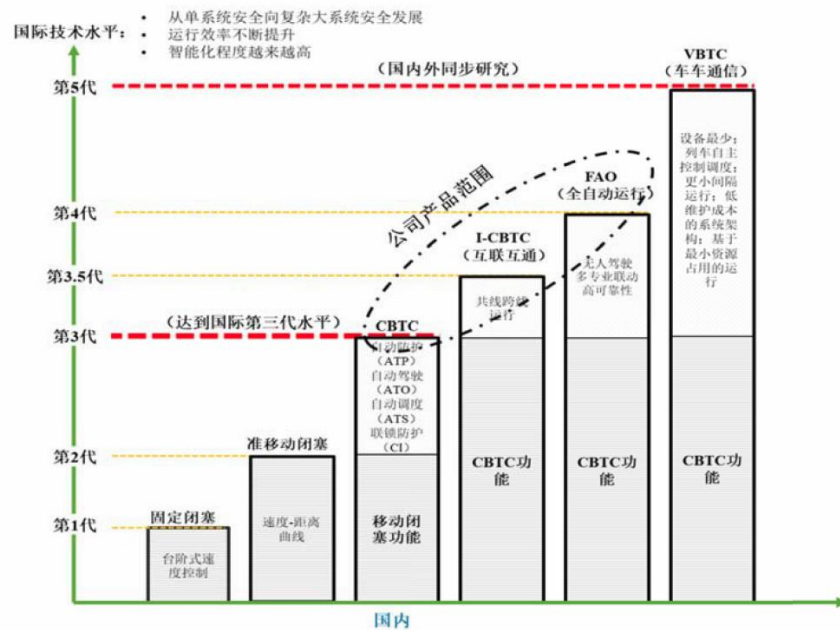 国际技术水平：
• 从单系统安全向复杂大系统安全发展
• 运行效率不断提升
• 智能化程度越来越高
VBTC
（车车通信）
（国内外同步研究）
第5代
设备最少；
列车自主
控制调度；
更小间隔
运行；低
维护成本
的系统架
构；基于
最小资源
占用的运
行
公司产品范围
FAO
（全自动运行）
第4代
无人驾驶
多专业联动
高可靠性
I-CBTC
（互联互通）
第3.5代
共线跨线
运行
（达到国际第三代水平）
CBTC
第3代
自动防护
（ATP）
自动驾驶
（ATO）
自动调度
（ATS）
联锁防护
（CI）
准移动闭塞
第2代
速度-距离
曲线
移动闭
塞功能
CBTC功
能
CBTC功
能
CBTC功
能
固定闭塞
第1代
台阶式速
度控制
国内